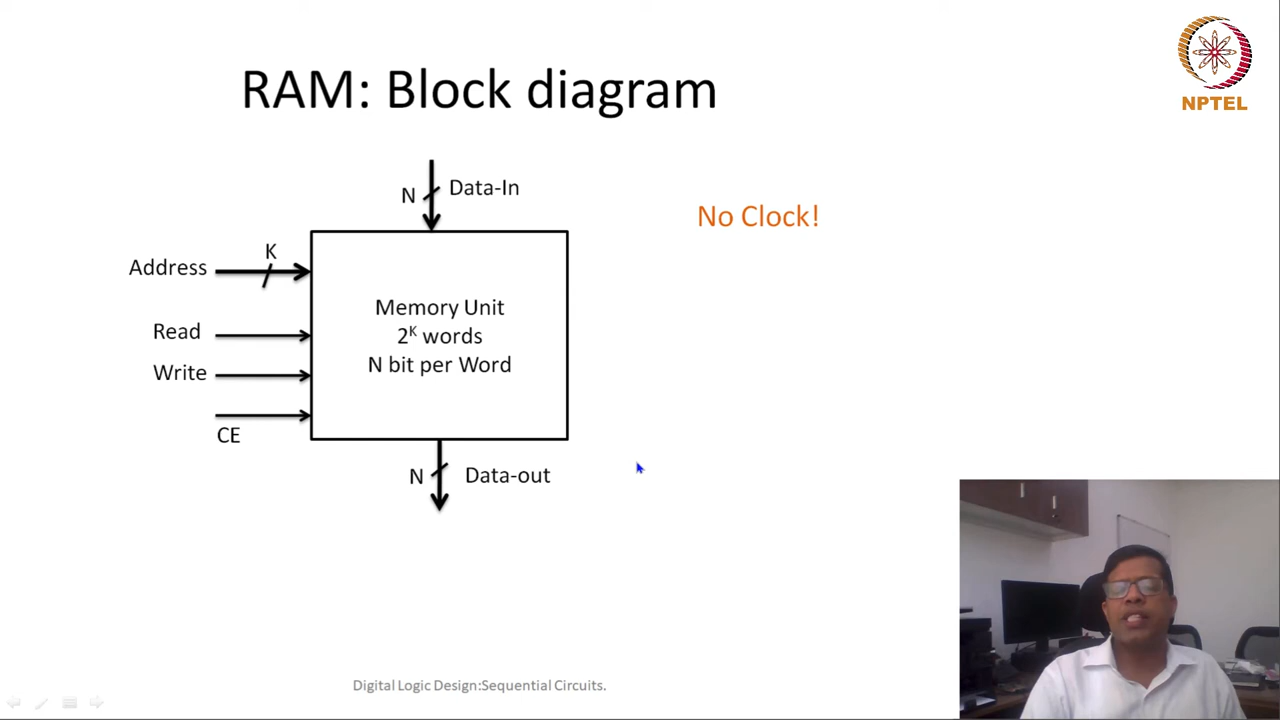 NPTEL
RAM: Block diagram
N
Data-In
No Clock!
K
Address
Memory Unit
2ᴷ words
N bit per Word
Read
Write
CE
N
Data-out
Digital Logic Design:Sequential Circuits.